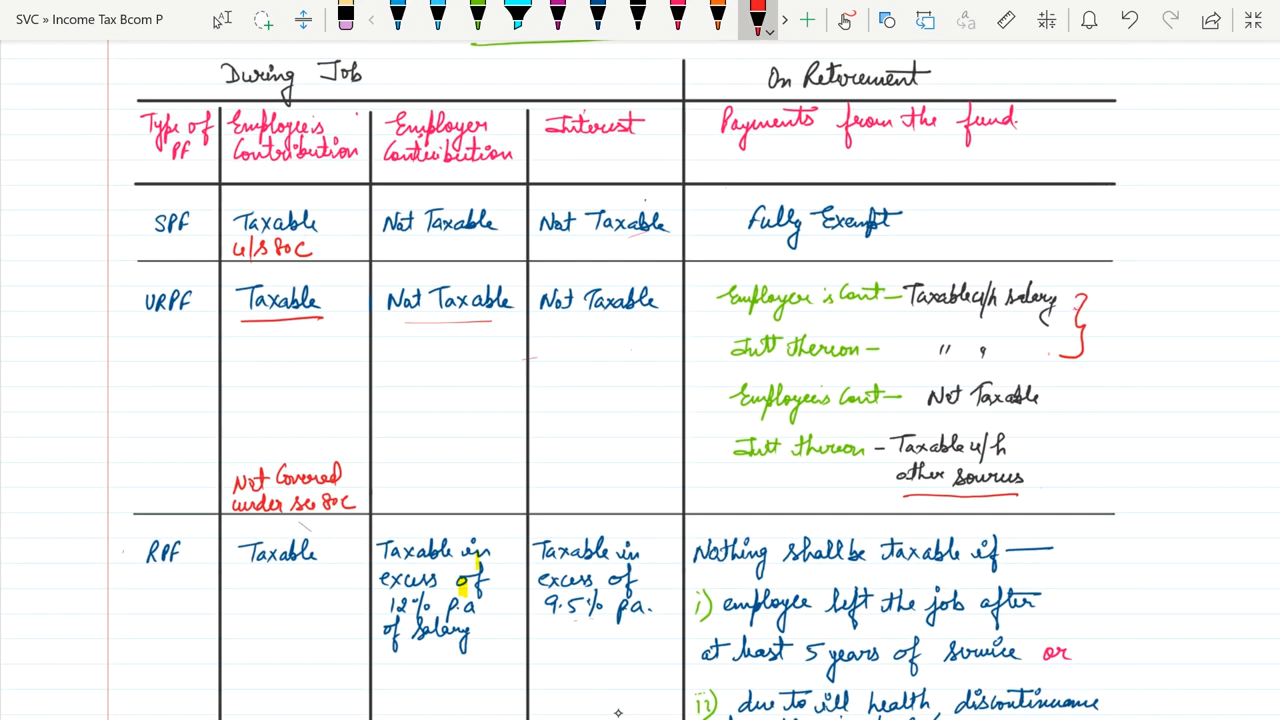 SVC » Income Tax Bcom P
During Job
On Retirement
Type of PF
Employee's Contribution
Employer Contribution
Interest
Payments from the fund.
SPF
Taxable
u/s 80C
Not Taxable
Not Taxable
Fully Exempt
URPF
Taxable
Not Taxable
Not Taxable
Employer's Cont— Taxable u/h salary
Intt thereon — " "
Employee's Cont— Not Taxable
Intt thereon — Taxable u/h
other sources
Not Covered
under sec 80C
RPF
Taxable
Taxable in
excess of
12% p.a
of salary
Taxable in
excess of
9.5% p.a.
Nothing shall be taxable if —
i) employee left the job after
at least 5 years of service or
ii) due to ill health, discontinuance